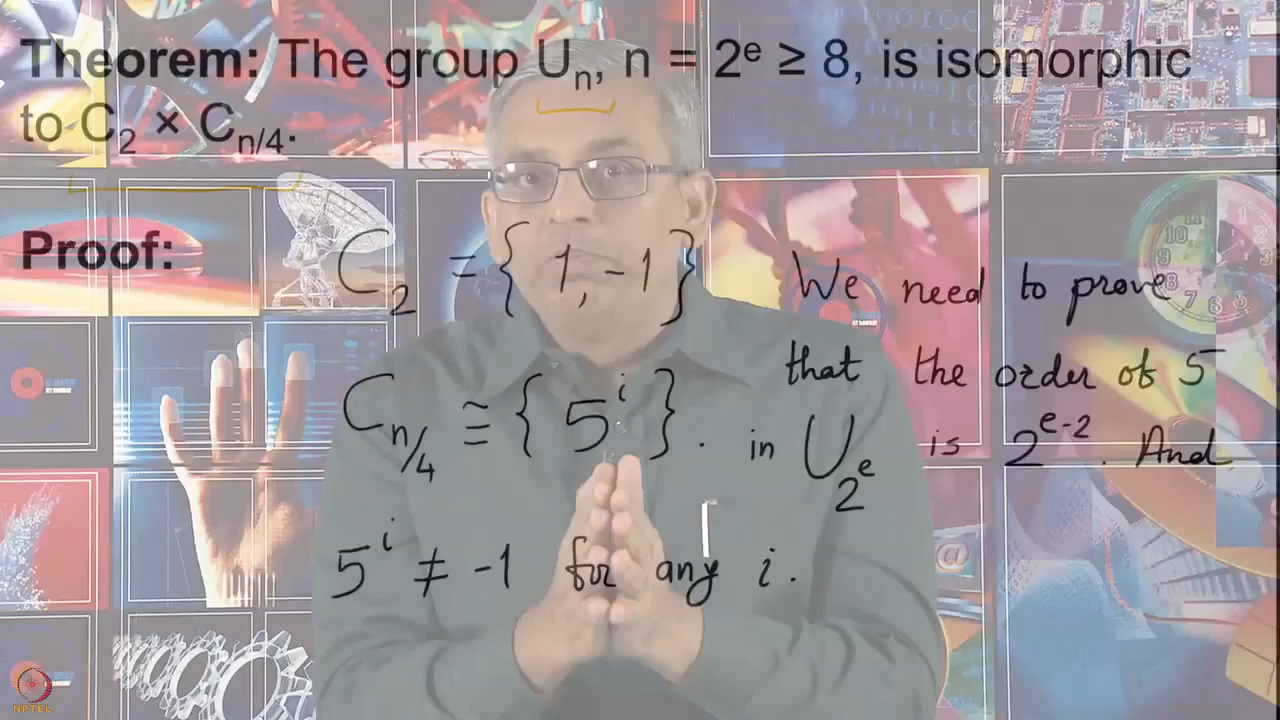 Theorem: The group Uₙ, n = 2ᵉ ≥ 8, is isomorphic
to C₂ × Cₙ/₄.
Proof: C₂ = { 1, -1 } We need to prove
that the order of 5
Cₙ/₄ ≅ { 5ⁱ }. in U₂ᵉ is 2ᵉ⁻². And
5ⁱ ≠ -1 for any i.
@
NPTEL